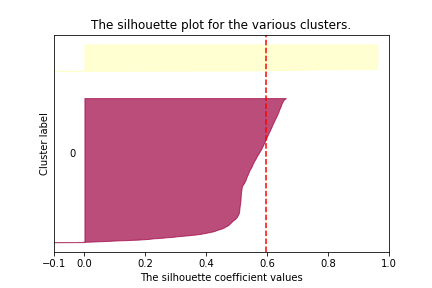 The silhouette plot for the various clusters.
Cluster label
0
−0.1 0.0 0.2 0.4 0.6 0.8 1.0
The silhouette coefficient values